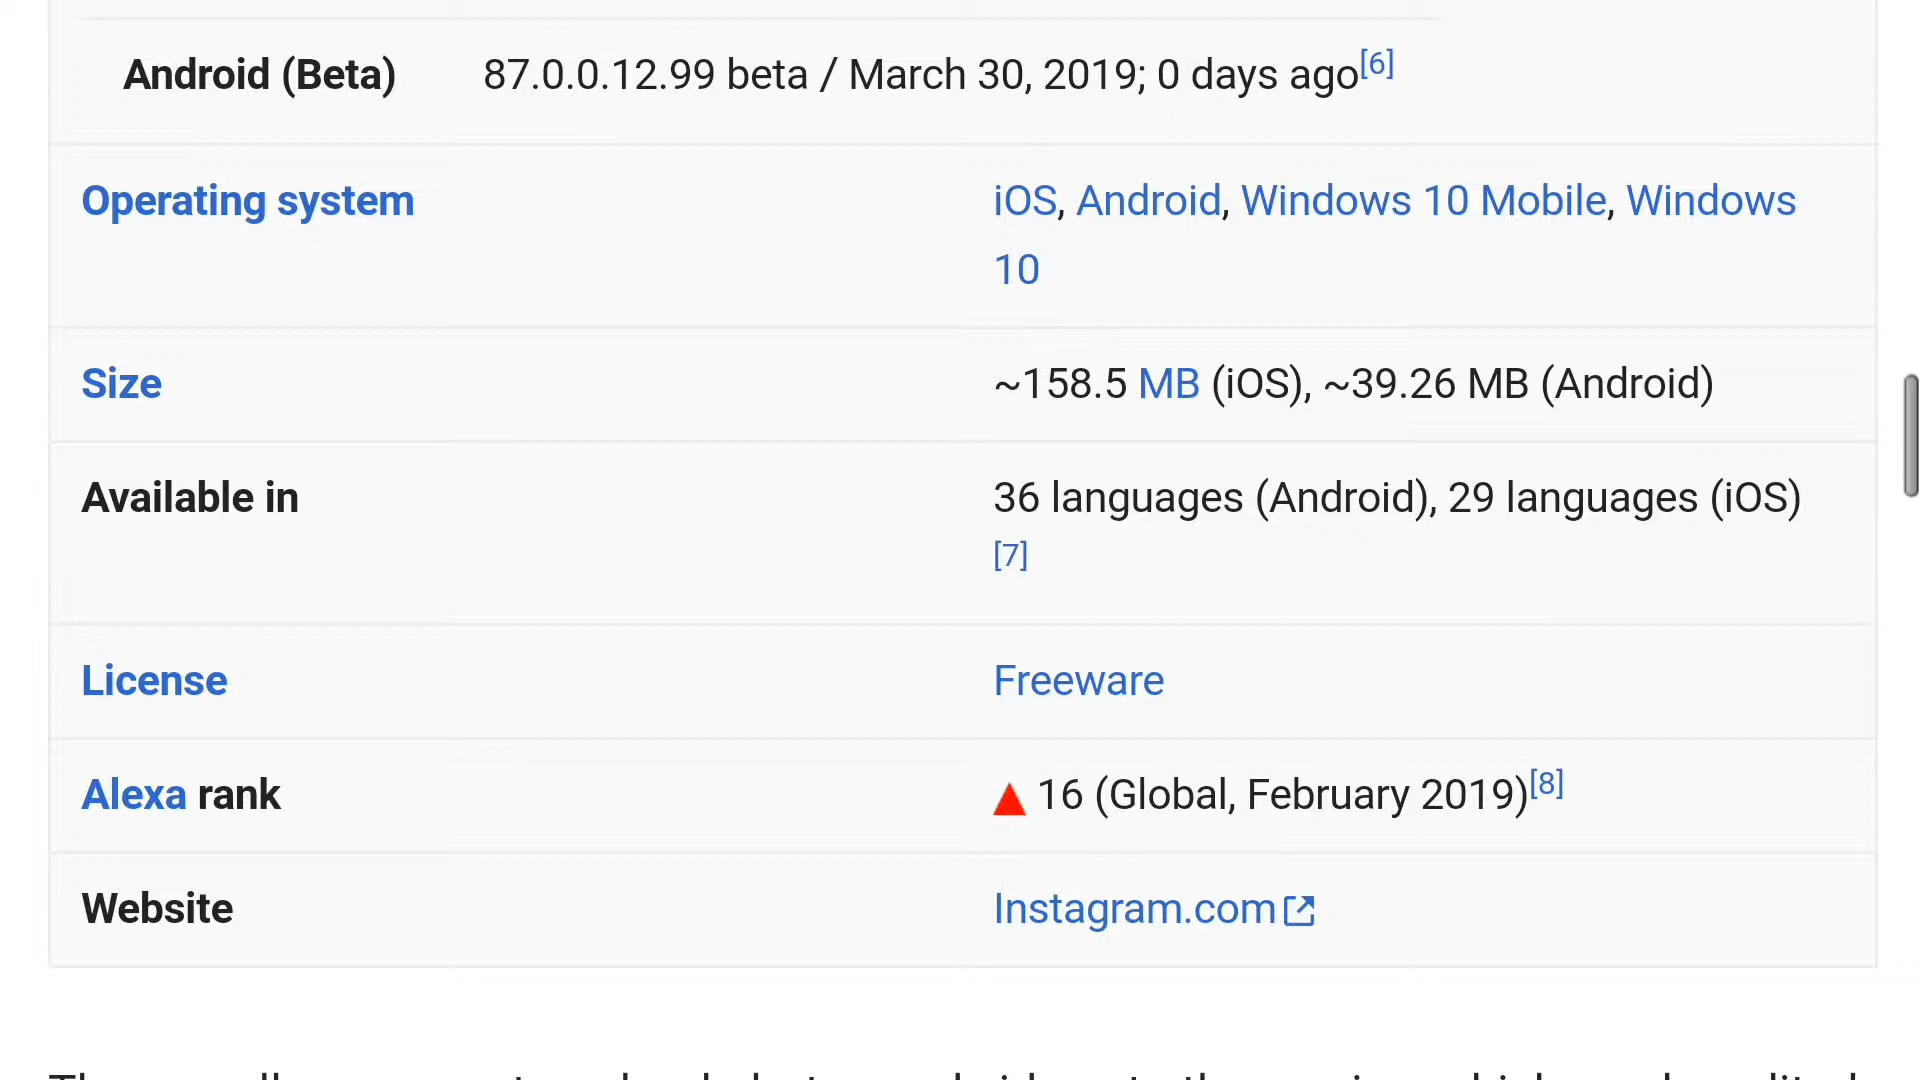 Android (Beta) 87.0.0.12.99 beta / March 30, 2019; 0 days ago[6]
Operating system iOS, Android, Windows 10 Mobile, Windows
10
Size ~158.5 MB (iOS), ~39.26 MB (Android)
Available in 36 languages (Android), 29 languages (iOS)
[7]
License Freeware
Alexa rank ▲ 16 (Global, February 2019)[8]
Website Instagram.com